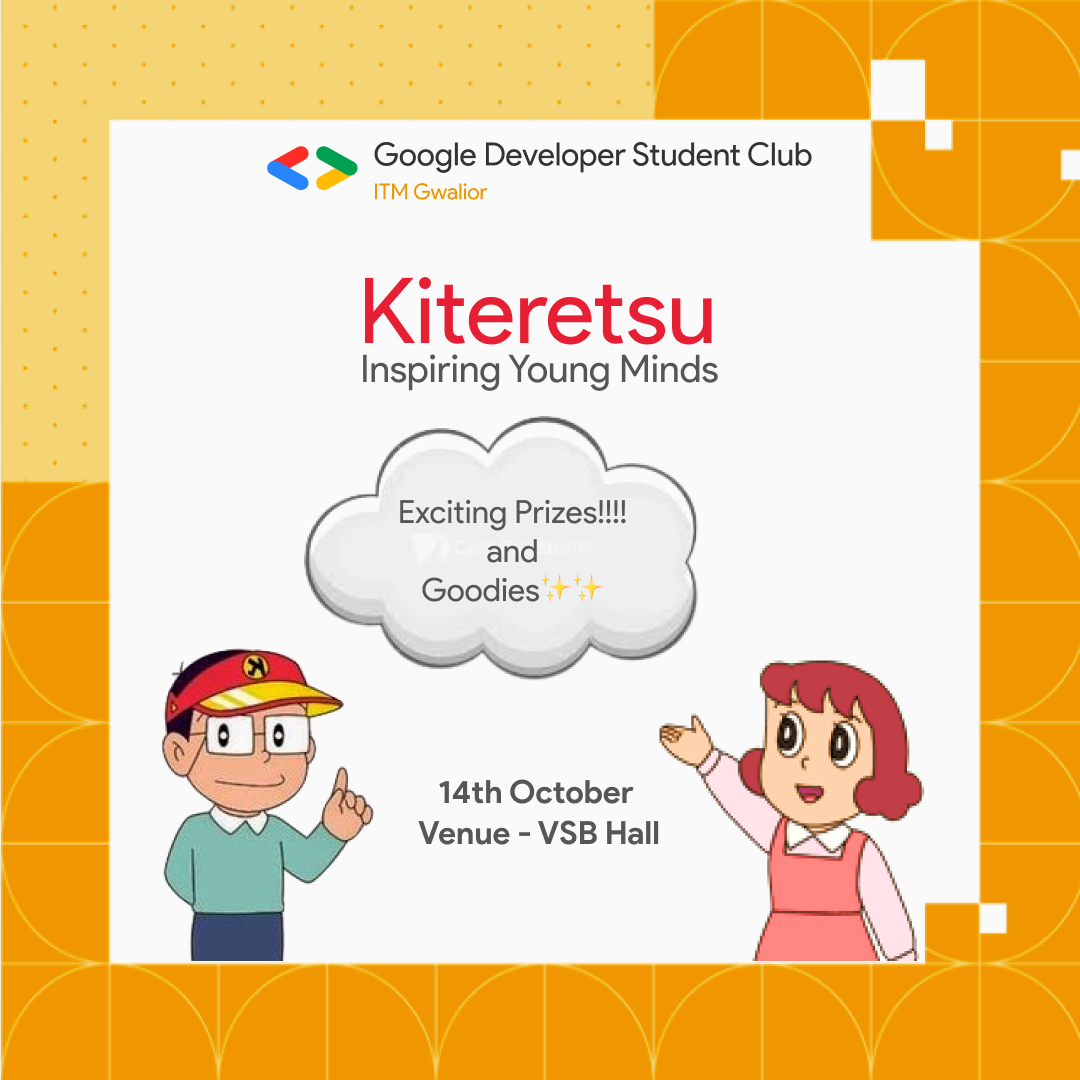 Google Developer Student Club
ITM Gwalior
Kiteretsu
Inspiring Young Minds
Exciting Prizes!!!!
and
Goodies✨✨
14th October
Venue - VSB Hall